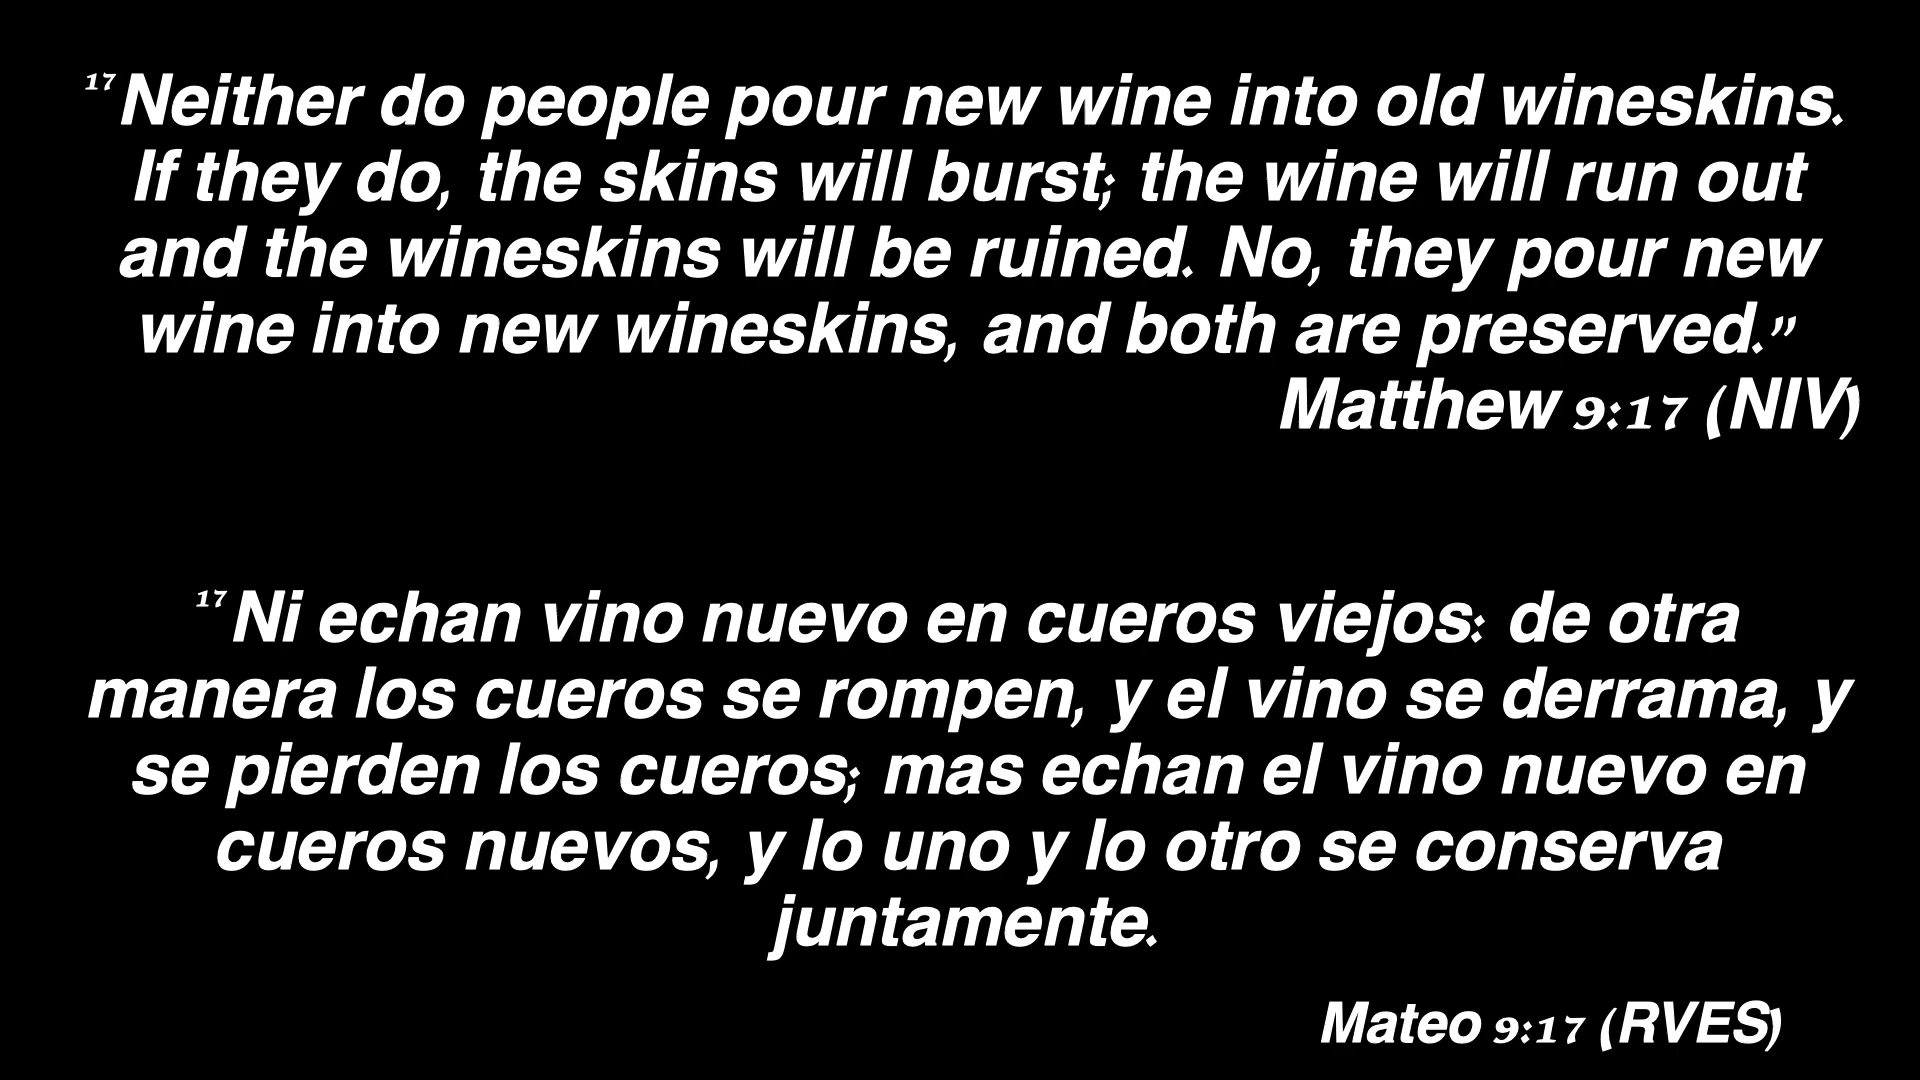 17 Neither do people pour new wine into old wineskins.
If they do, the skins will burst; the wine will run out
and the wineskins will be ruined. No, they pour new
wine into new wineskins, and both are preserved.”
Matthew 9:17 (NIV)
17 Ni echan vino nuevo en cueros viejos: de otra
manera los cueros se rompen, y el vino se derrama, y
se pierden los cueros; mas echan el vino nuevo en
cueros nuevos, y lo uno y lo otro se conserva
juntamente.
Mateo 9:17 (RVES)